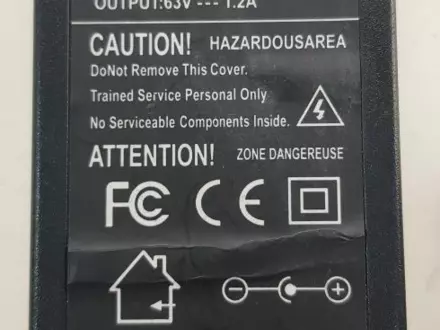 OUTPUT:63V --- 1.2A
CAUTION! HAZARDOUSAREA
DoNot Remove This Cover.
Trained Service Personal Only
No Serviceable Components Inside.
ATTENTION! ZONE DANGEREUSE
FC CE